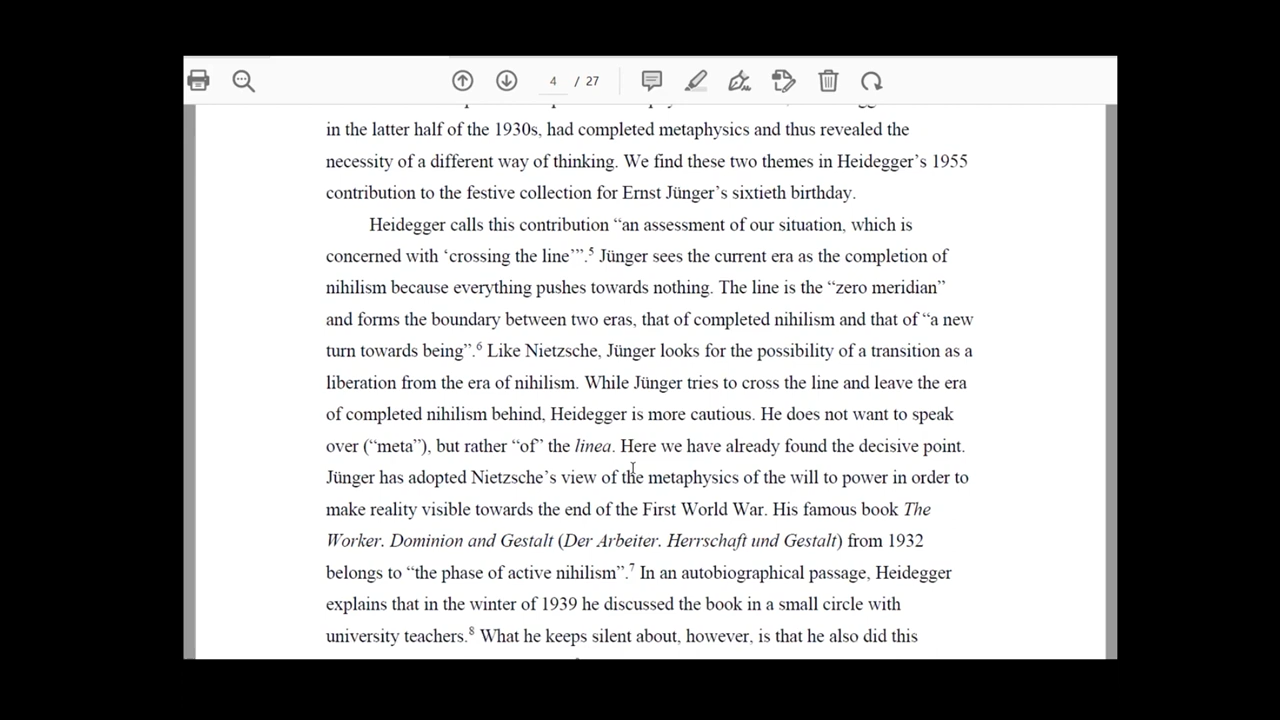 4 / 27
in the latter half of the 1930s, had completed metaphysics and thus revealed the
necessity of a different way of thinking. We find these two themes in Heidegger’s 1955
contribution to the festive collection for Ernst Jünger’s sixtieth birthday.
Heidegger calls this contribution “an assessment of our situation, which is
concerned with ‘crossing the line’”.⁵ Jünger sees the current era as the completion of
nihilism because everything pushes towards nothing. The line is the “zero meridian”
and forms the boundary between two eras, that of completed nihilism and that of “a new
turn towards being”.⁶ Like Nietzsche, Jünger looks for the possibility of a transition as a
liberation from the era of nihilism. While Jünger tries to cross the line and leave the era
of completed nihilism behind, Heidegger is more cautious. He does not want to speak
over (“meta”), but rather “of” the linea. Here we have already found the decisive point.
Jünger has adopted Nietzsche’s view of the metaphysics of the will to power in order to
make reality visible towards the end of the First World War. His famous book The
Worker. Dominion and Gestalt (Der Arbeiter. Herrschaft und Gestalt) from 1932
belongs to “the phase of active nihilism”.⁷ In an autobiographical passage, Heidegger
explains that in the winter of 1939 he discussed the book in a small circle with
university teachers.⁸ What he keeps silent about, however, is that he also did this